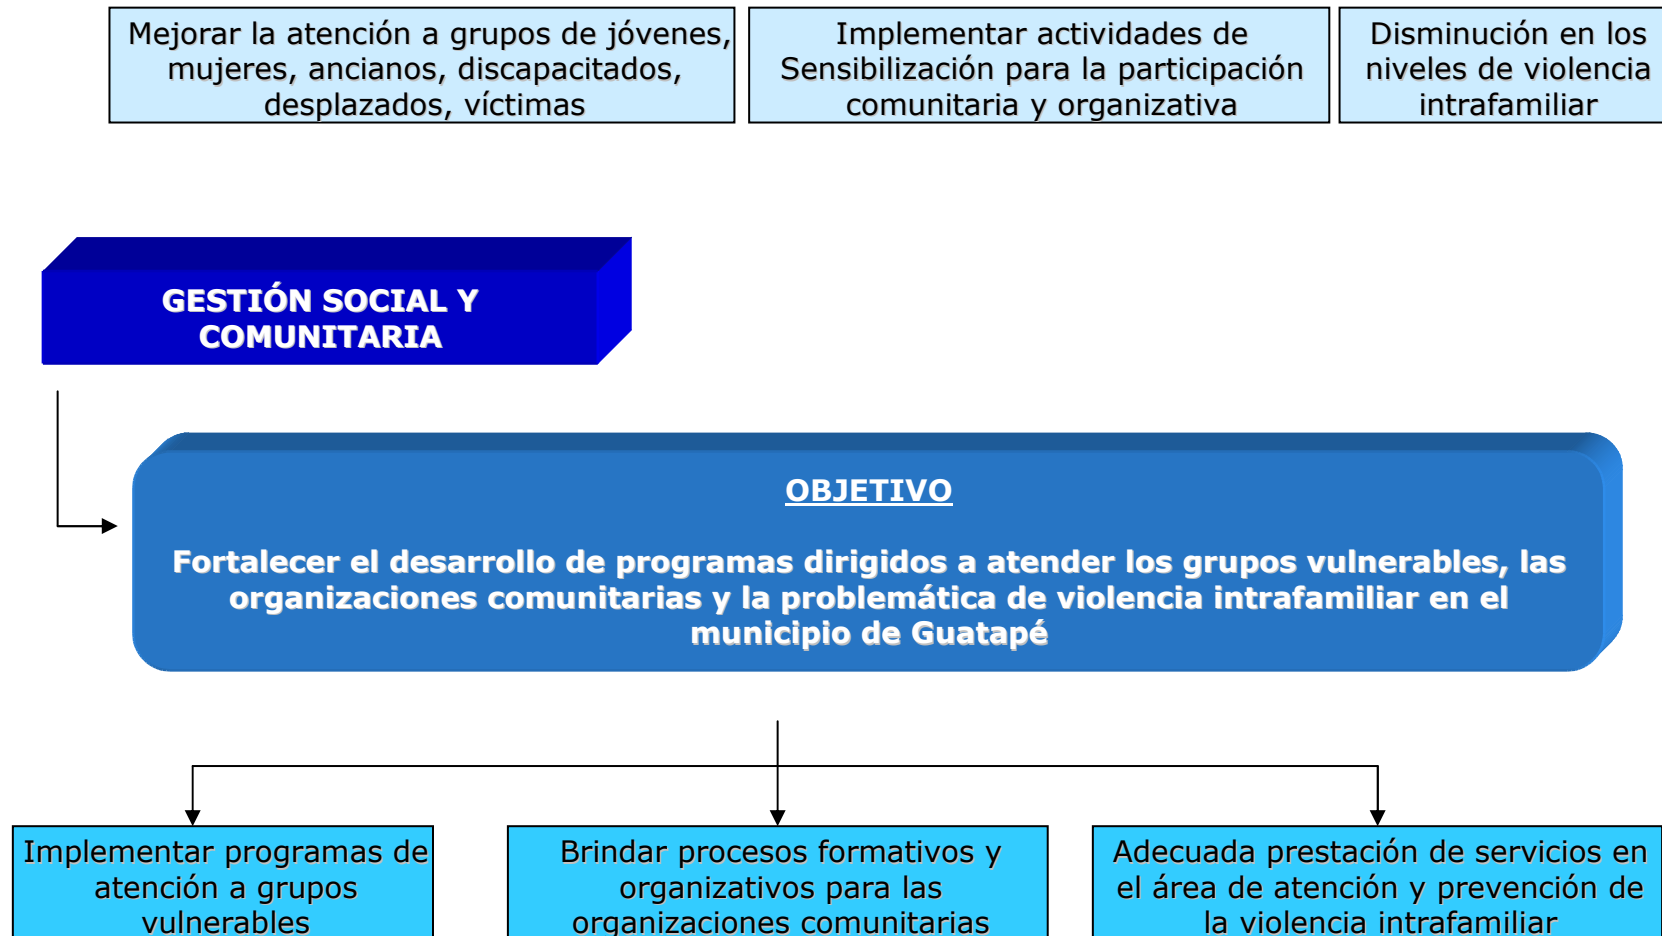 Mejorar la atención a grupos de jóvenes,
mujeres, ancianos, discapacitados,
desplazados, víctimas
Implementar actividades de
Sensibilización para la participación
comunitaria y organizativa
Disminución en los
niveles de violencia
intrafamiliar
GESTIÓN SOCIAL Y
COMUNITARIA
OBJETIVO
Fortalecer el desarrollo de programas dirigidos a atender los grupos vulnerables, las
organizaciones comunitarias y la problemática de violencia intrafamiliar en el
municipio de Guatapé
Implementar programas de
atención a grupos
vulnerables
Brindar procesos formativos y
organizativos para las
organizaciones comunitarias
Adecuada prestación de servicios en
el área de atención y prevención de
la violencia intrafamiliar